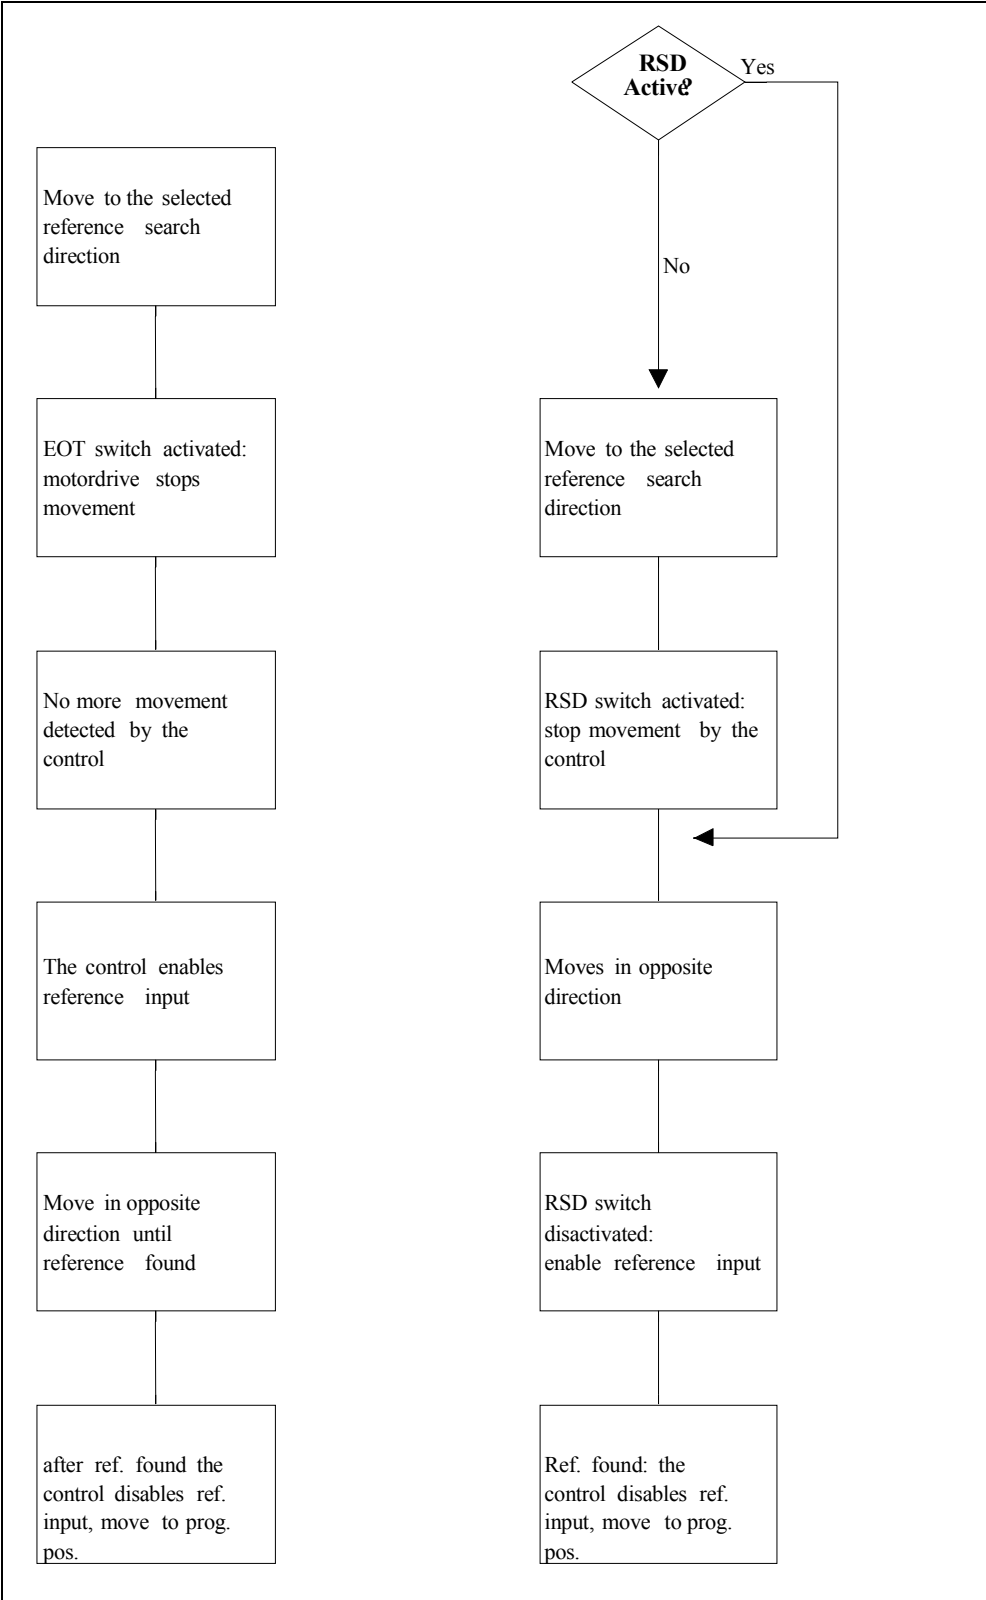 Move to the selected
reference search
direction
EOT switch activated:
motordrive stops
movement
No more movement
detected by the
control
The control enables
reference input
Move in opposite
direction until
reference found
after ref. found the
control disables ref.
input, move to prog.
pos.
RSD
Active?
Yes
No
Move to the selected
reference search
direction
RSD switch activated:
stop movement by the
control
Moves in opposite
direction
RSD switch
disactivated:
enable reference input
Ref. found: the
control disables ref.
input, move to prog.
pos.